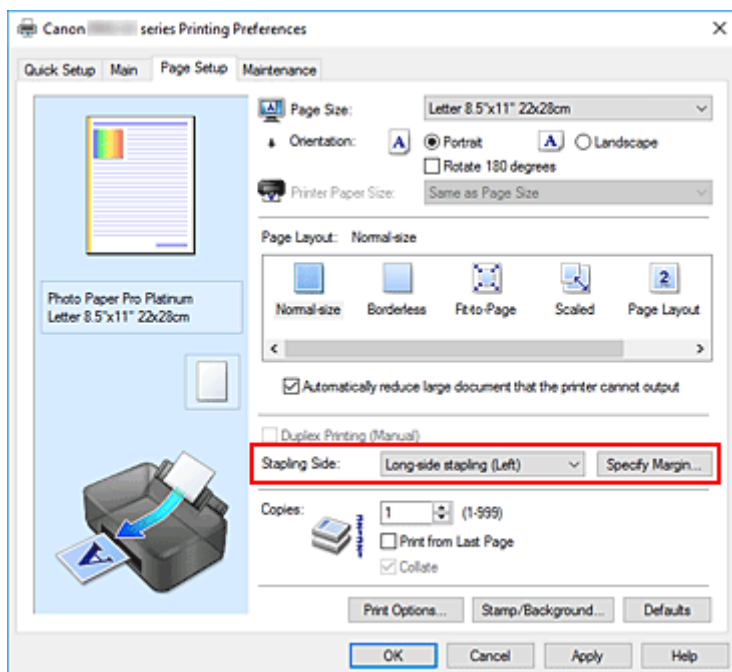 Canon series Printing Preferences
Quick Setup Main Page Setup Maintenance
Page Size: Letter 8.5"x11" 22x28cm
Orientation: A Portrait A Landscape
Rotate 180 degrees
Printer Paper Size: Same as Page Size
Page Layout: Normal-size
Photo Paper Pro Platinum
Letter 8.5"x11" 22x28cm
2
Normal-size Borderless Fit-to-Page Scaled Page Layout
Automatically reduce large document that the printer cannot output
Duplex Printing (Manual)
Stapling Side: Long-side stapling (Left) Specify Margin...
Copies: 1 (1-999)
Print from Last Page
Collate
A
Print Options... Stamp/Background... Defaults
OK Cancel Apply Help